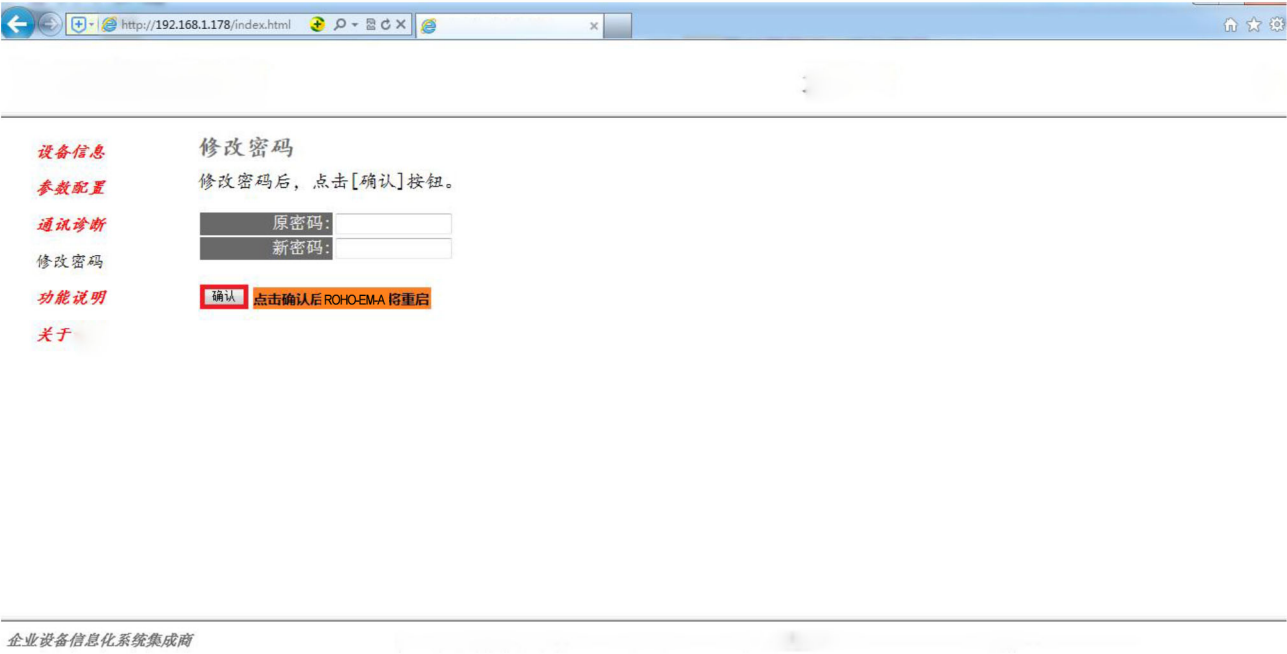 http://192.168.1.178/index.html
设备信息
参数配置
通讯诊断
修改密码
功能说明
关于
修改密码
修改密码后，点击[确认]按钮。
原密码:
新密码:
确认 点击确认后 ROHO-EM-A 将重启
企业设备信息化系统集成商